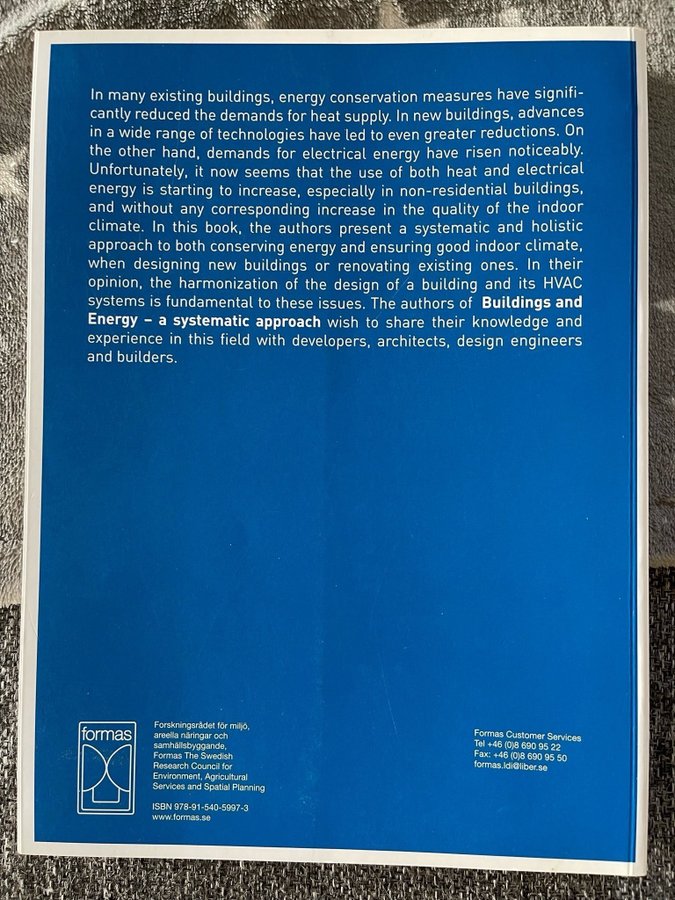 In many existing buildings, energy conservation measures have signifi-
cantly reduced the demands for heat supply. In new buildings, advances
in a wide range of technologies have led to even greater reductions. On
the other hand, demands for electrical energy have risen noticeably.
Unfortunately, it now seems that the use of both heat and electrical
energy is starting to increase, especially in non-residential buildings,
and without any corresponding increase in the quality of the indoor
climate. In this book, the authors present a systematic and holistic
approach to both conserving energy and ensuring good indoor climate,
when designing new buildings or renovating existing ones. In their
opinion, the harmonization of the design of a building and its HVAC
systems is fundamental to these issues. The authors of Buildings and
Energy – a systematic approach wish to share their knowledge and
experience in this field with developers, architects, design engineers
and builders.
formas
Forskningsrådet för miljö,
areella näringar och
samhällsbyggande,
Formas The Swedish
Research Council for
Environment, Agricultural
Services and Spatial Planning
ISBN 978-91-540-5997-3
www.formas.se
Formas Customer Services
Tel +46 (0)8 690 95 22
Fax: +46 (0)8 690 95 50
formas.ldi@liber.se